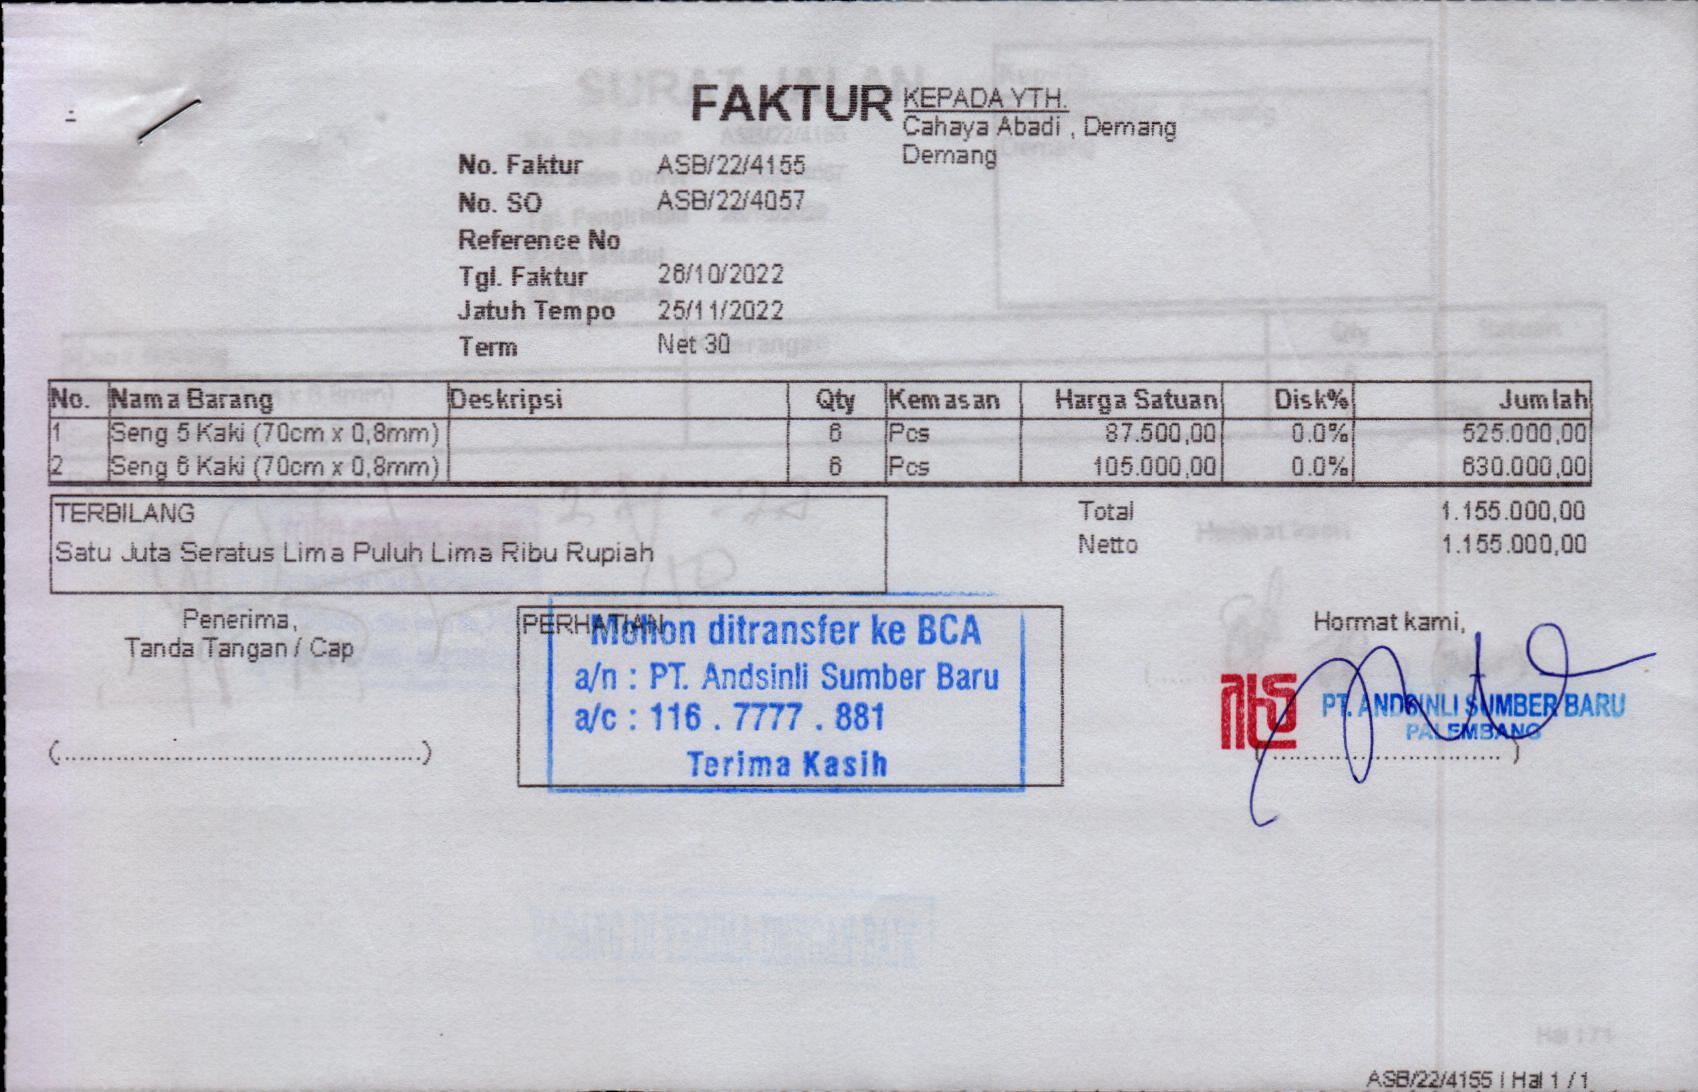 FAKTUR
KEPADA YTH.
Cahaya Abadi , Demang
Demang
No. Faktur ASB/22/4155
No. SO ASB/22/4057
Reference No
Tgl. Faktur 26/10/2022
Jatuh Tempo 25/11/2022
Term Net 30
No. Nama Barang Deskripsi Qty Kemasan Harga Satuan Disk% Jumlah
1 Seng 5 Kaki (70cm x 0,8mm) 6 Pcs 87.500,00 0.0% 525.000,00
2 Seng 6 Kaki (70cm x 0,8mm) 6 Pcs 105.000,00 0.0% 630.000,00
TERBILANG
Satu Juta Seratus Lima Puluh Lima Ribu Rupiah
Total 1.155.000,00
Netto 1.155.000,00
Penerima,
Tanda Tangan / Cap
(................................................)
PERHATIAN
Mohon ditransfer ke BCA
a/n : PT. Andsinli Sumber Baru
a/c : 116 . 7777 . 881
Terima Kasih
Hormat kami,
PT. ANDSINLI SUMBER BARU
PALEMBANG
(................................)
ASB/22/4155 | Hal 1 / 1